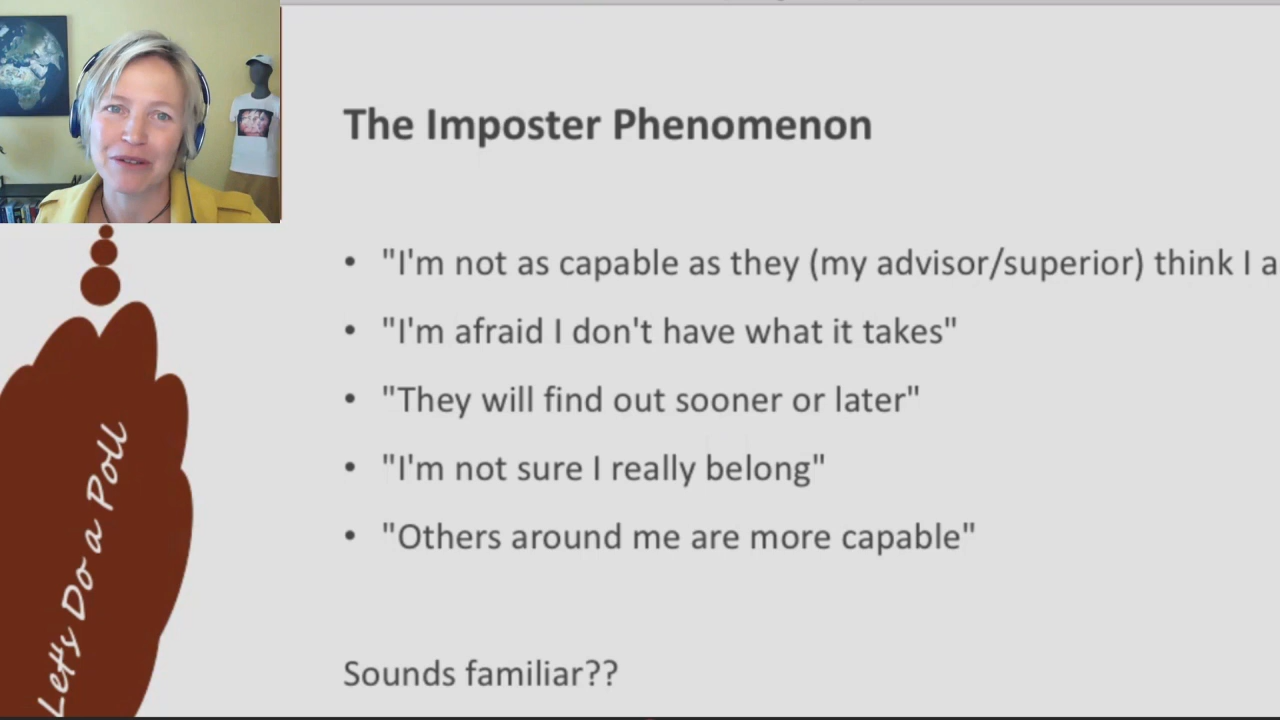 The Imposter Phenomenon
• "I'm not as capable as they (my advisor/superior) think I a
• "I'm afraid I don't have what it takes"
• "They will find out sooner or later"
• "I'm not sure I really belong"
• "Others around me are more capable"
Sounds familiar??
Let's Do a Poll